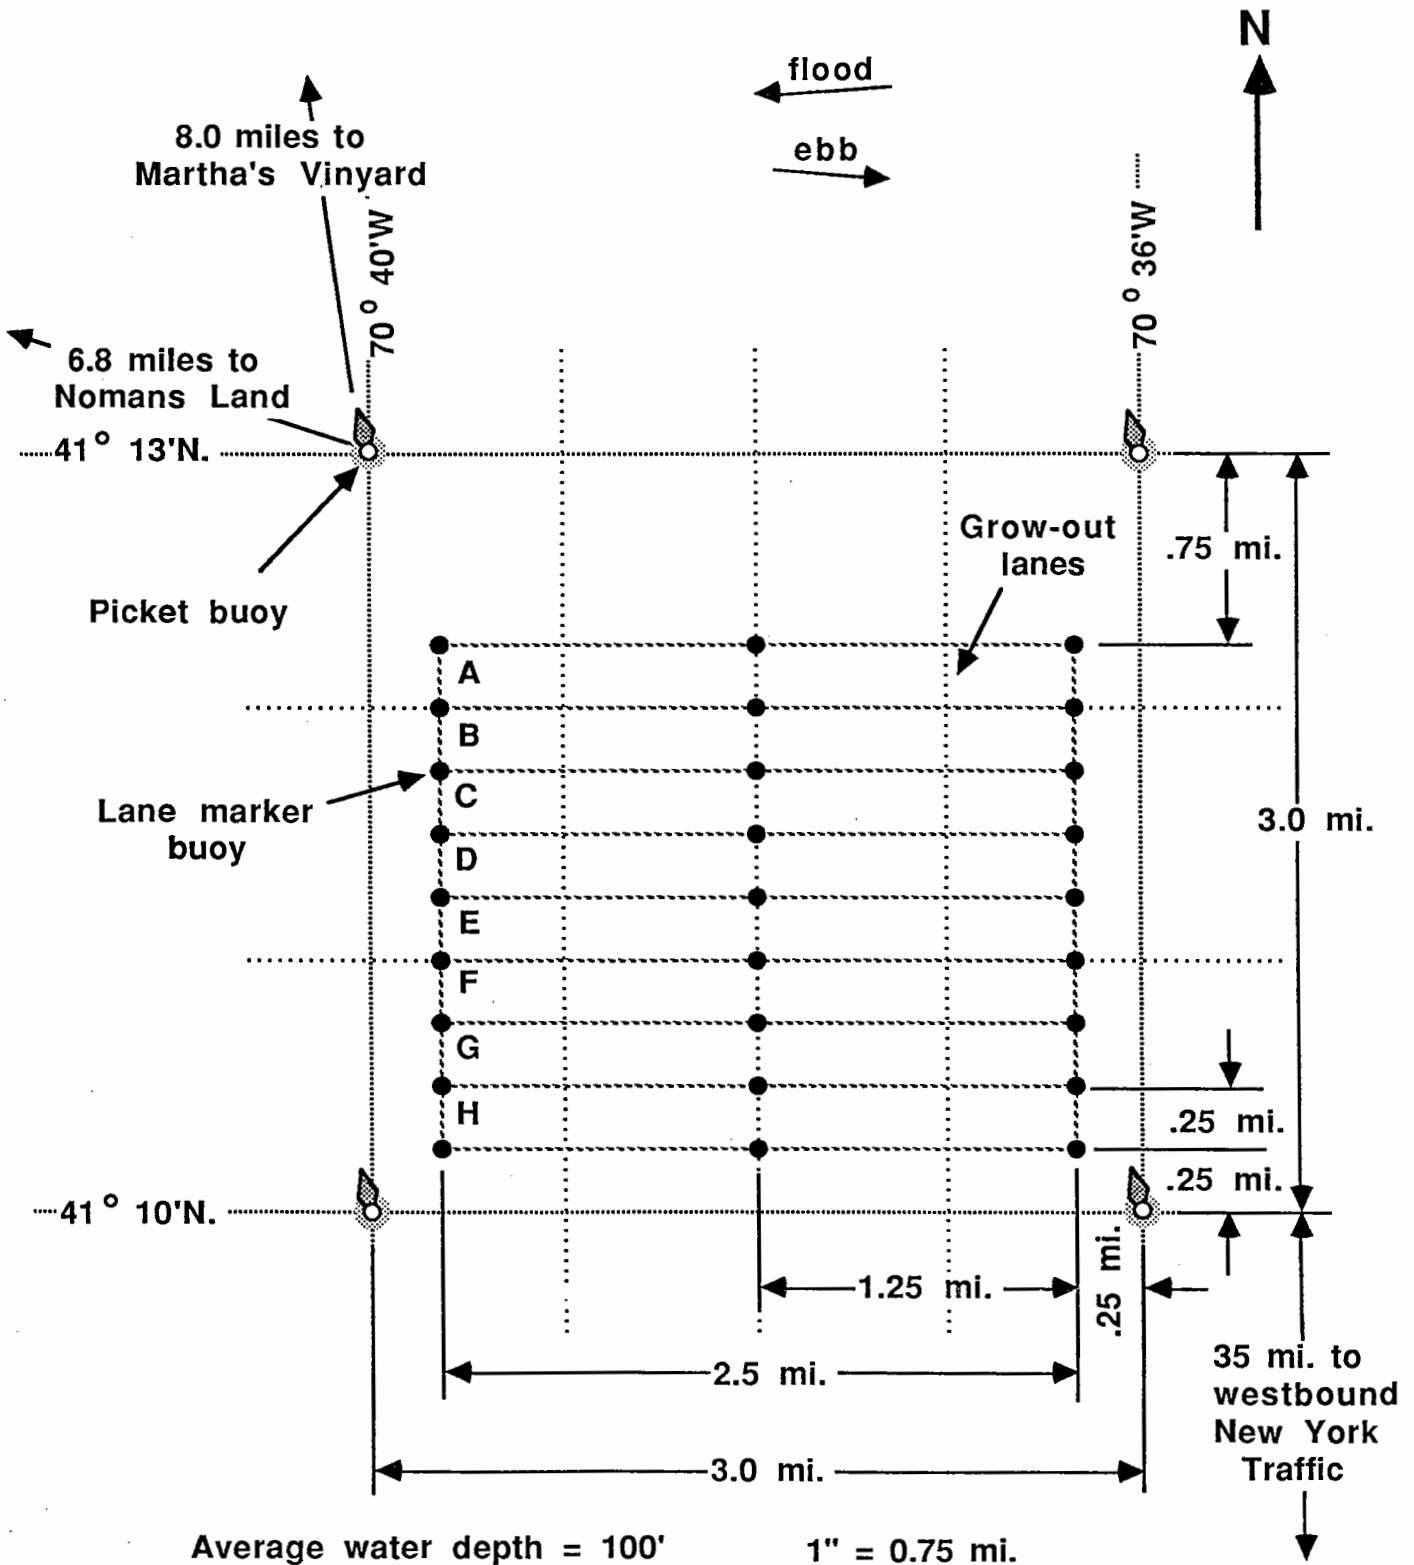 N
flood
ebb
8.0 miles to
Martha's Vinyard
70° 40'W
70° 36'W
6.8 miles to
Nomans Land
41° 13'N.
Grow-out
lanes
.75 mi.
Picket buoy
A
B
Lane marker
buoy
C
3.0 mi.
D
E
F
G
H
.25 mi.
.25 mi.
41° 10'N.
.25 mi.
1.25 mi.
2.5 mi.
35 mi. to
westbound
New York
Traffic
3.0 mi.
Average water depth = 100'
1" = 0.75 mi.